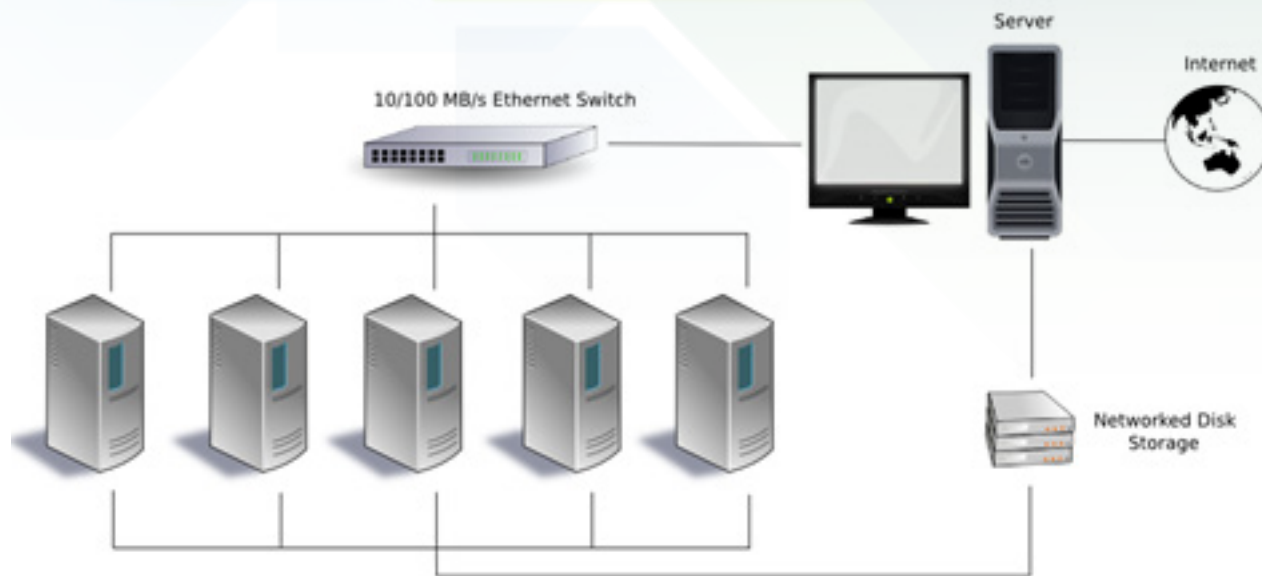 Server
Internet
10/100 MB/s Ethernet Switch
Networked Disk
Storage